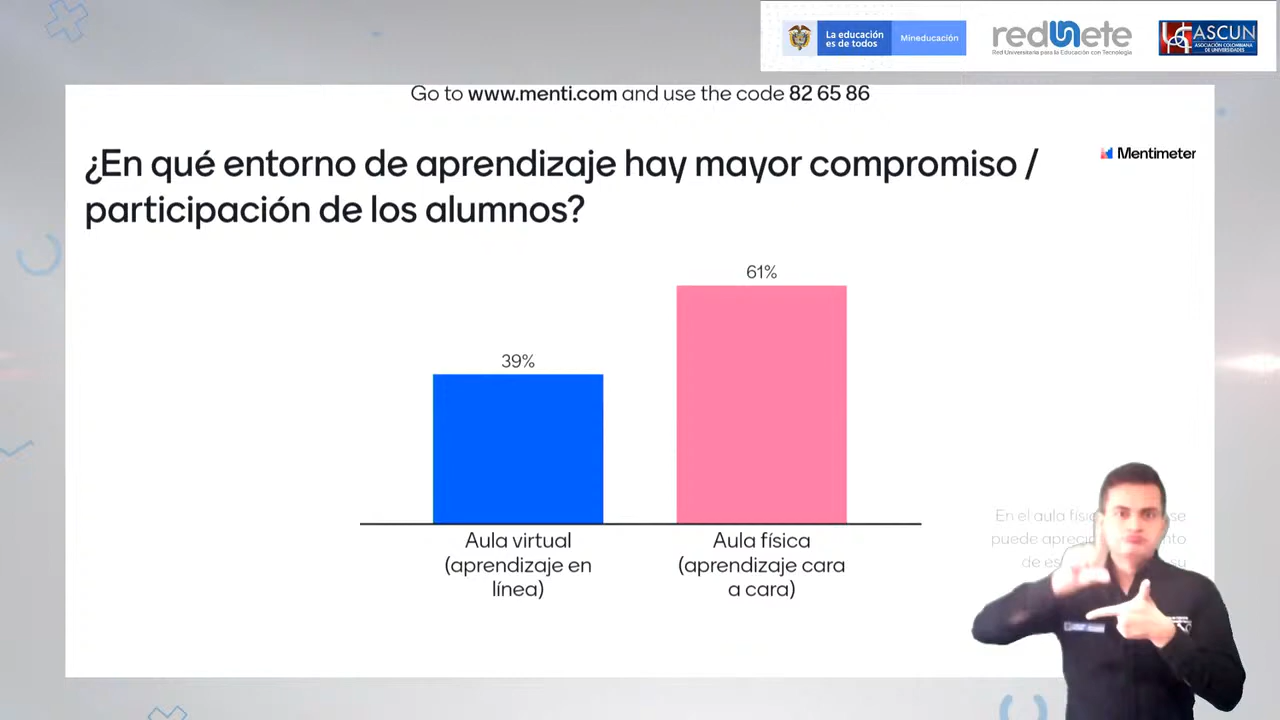 La educación
es de todos
Mineducación
redunete
Red Universitaria para la Educación con Tecnología
ASCUN
ASOCIACIÓN COLOMBIANA
DE UNIVERSIDADES
Go to www.menti.com and use the code 82 65 86
¿En qué entorno de aprendizaje hay mayor compromiso /
participación de los alumnos?
Mentimeter
61%
39%
Aula virtual
(aprendizaje en
línea)
Aula física
(aprendizaje cara
a cara)
En el aula se
puede
de